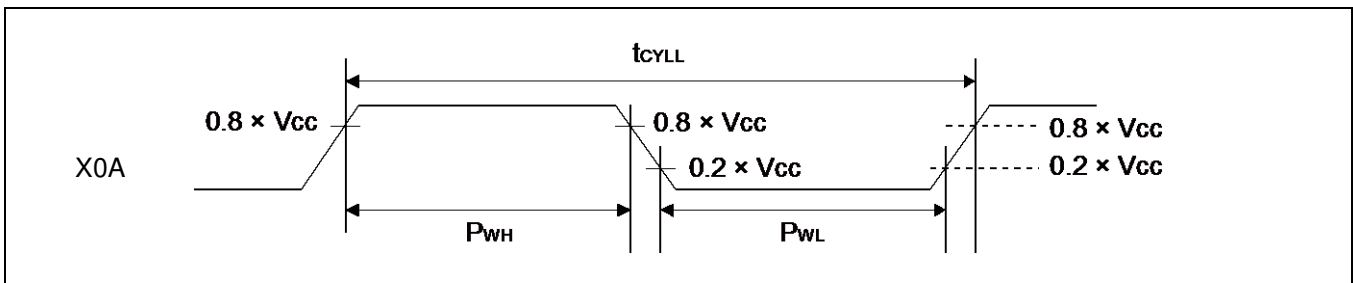 tCYLL
0.8 × Vcc
0.8 × Vcc
0.8 × Vcc
X0A
0.2 × Vcc
0.2 × Vcc
PWH
PWL